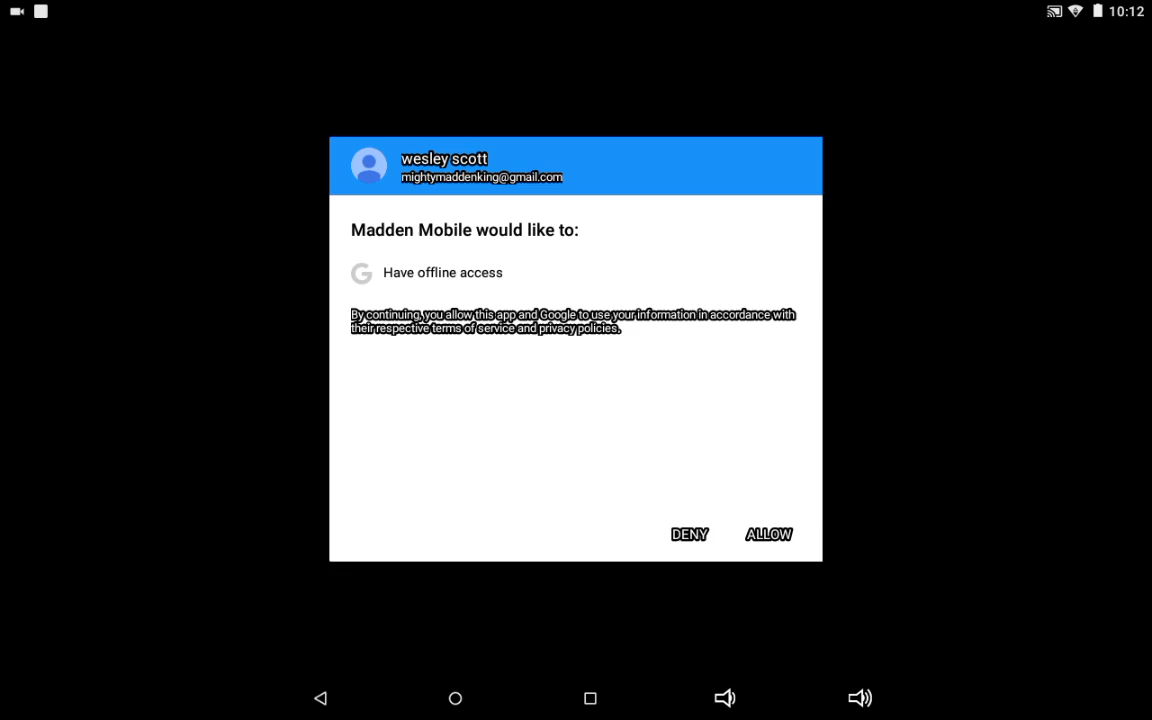 10:12
wesley scott
mightymaddenking@gmail.com
Madden Mobile would like to:
G Have offline access
By continuing, you allow this app and Google to use your information in accordance with
their respective terms of service and privacy policies.
DENY ALLOW